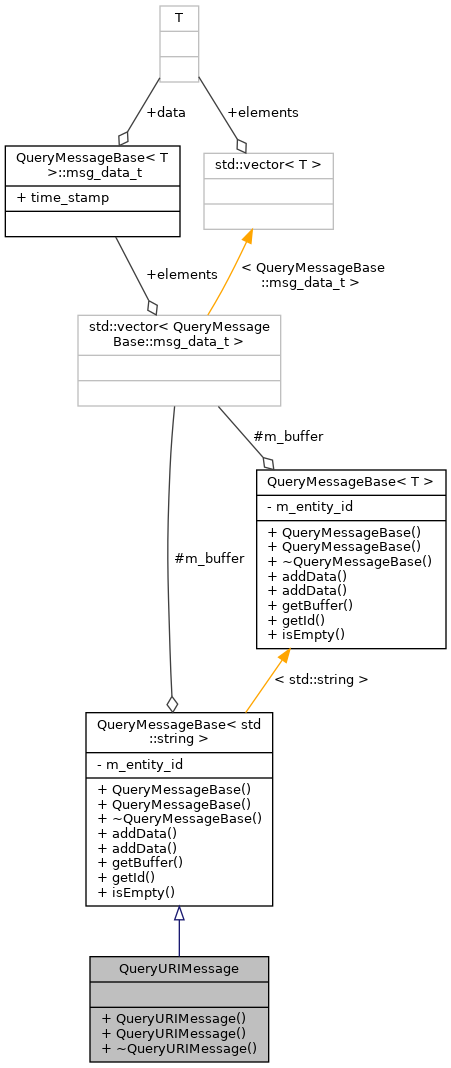 T
+data
+elements
QueryMessageBase< T
>::msg_data_t
+ time_stamp
std::vector< T >
+elements
< QueryMessageBase
::msg_data_t >
std::vector< QueryMessage
Base::msg_data_t >
#m_buffer
QueryMessageBase< T >
- m_entity_id
+ QueryMessageBase()
+ QueryMessageBase()
+ ~QueryMessageBase()
+ addData()
+ addData()
+ getBuffer()
+ getId()
+ isEmpty()
#m_buffer
< std::string >
QueryMessageBase< std
::string >
- m_entity_id
+ QueryMessageBase()
+ QueryMessageBase()
+ ~QueryMessageBase()
+ addData()
+ addData()
+ getBuffer()
+ getId()
+ isEmpty()
QueryURIMessage
+ QueryURIMessage()
+ QueryURIMessage()
+ ~QueryURIMessage()